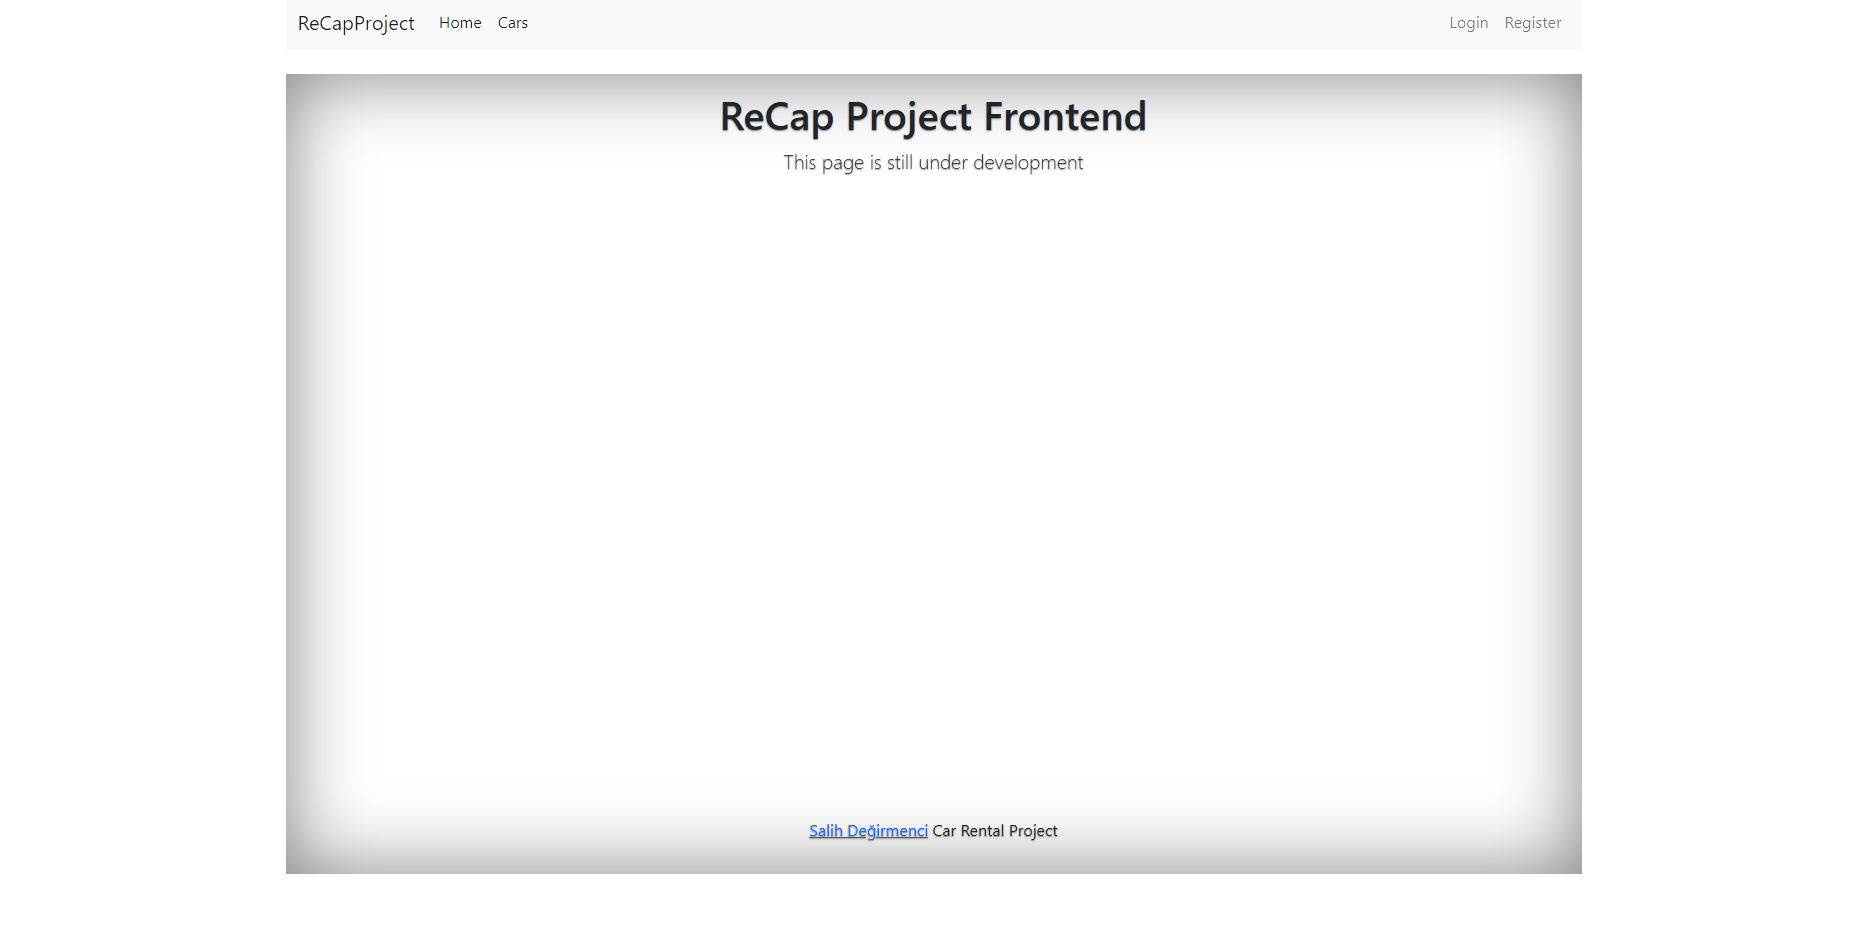 ReCapProject Home Cars Login Register
ReCap Project Frontend
This page is still under development
Salih Değirmenci Car Rental Project